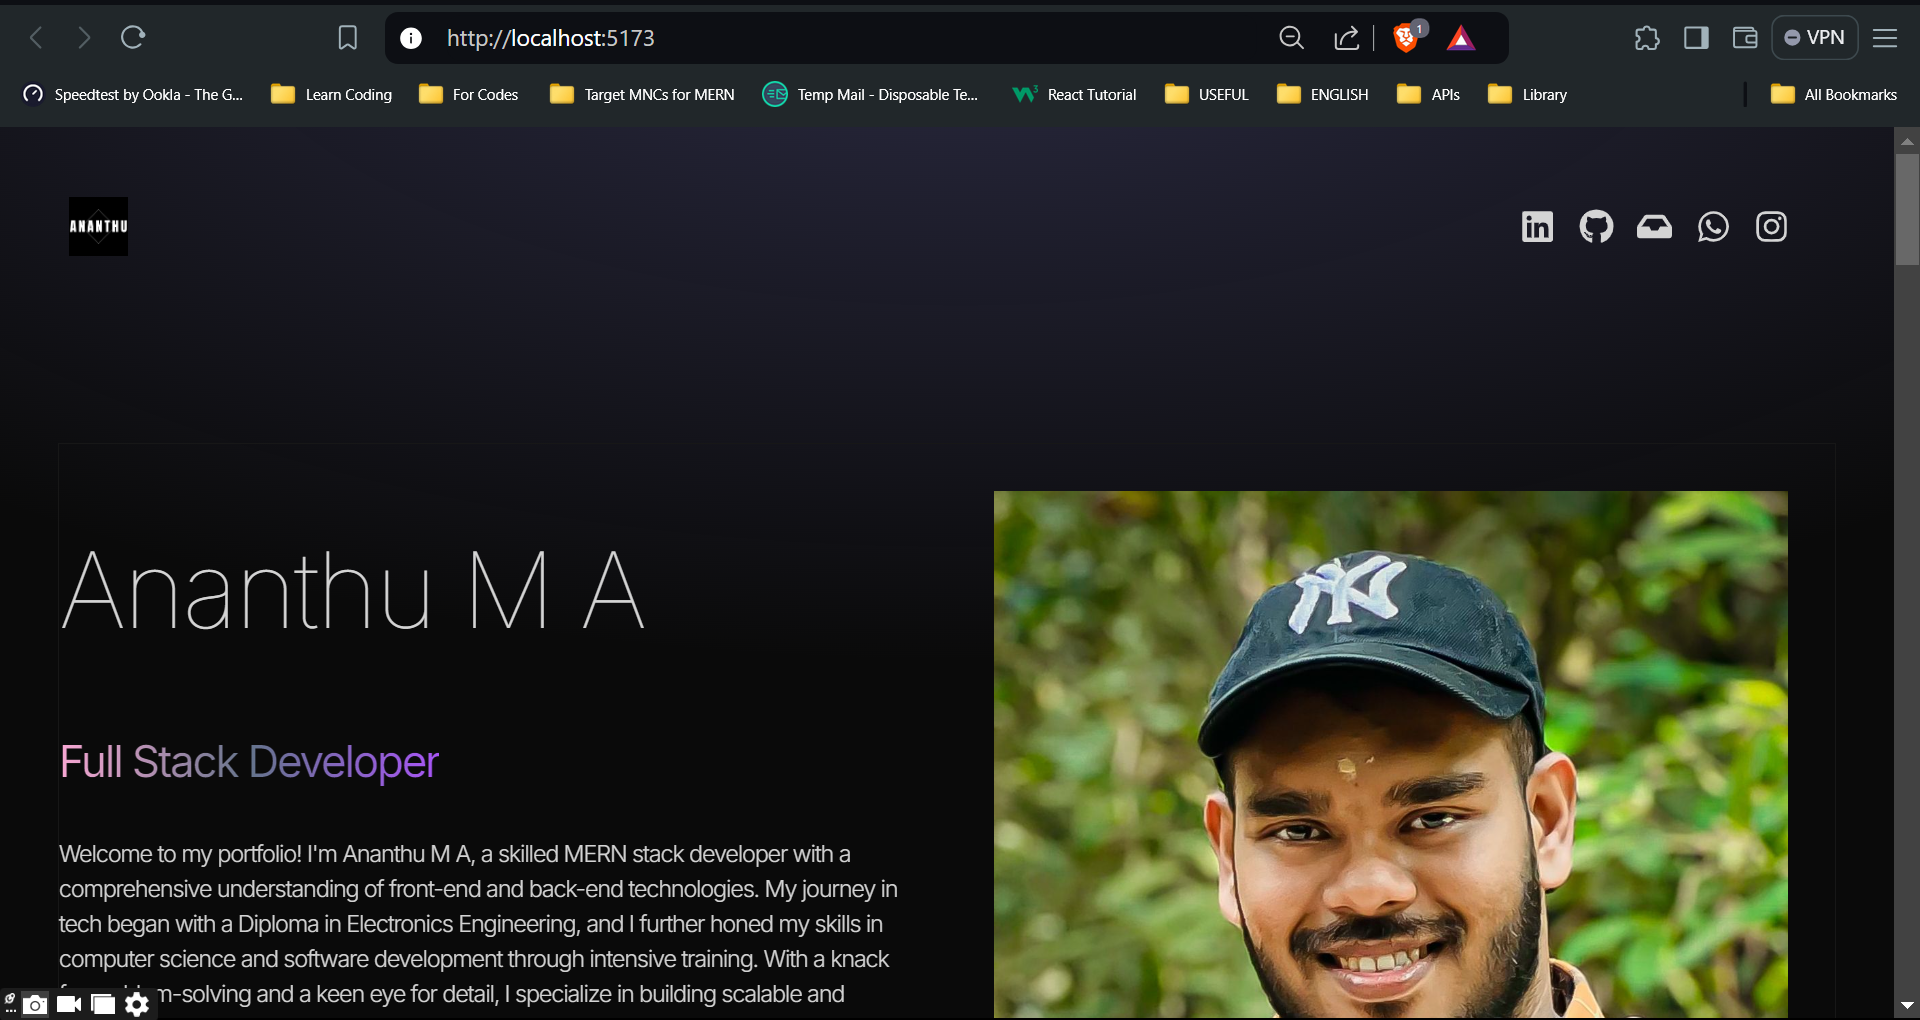 http://localhost:5173
1
VPN
Speedtest by Ookla - The G...
Learn Coding
For Codes
Target MNCs for MERN
Temp Mail - Disposable Te...
React Tutorial
USEFUL
ENGLISH
APIs
Library
All Bookmarks
ANANTHU
NY
Ananthu M A
Full Stack Developer
Welcome to my portfolio! I'm Ananthu M A, a skilled MERN stack developer with a
comprehensive understanding of front-end and back-end technologies. My journey in
tech began with a Diploma in Electronics Engineering, and I further honed my skills in
computer science and software development through intensive training. With a knack
m-solving and a keen eye for detail, I specialize in building scalable and